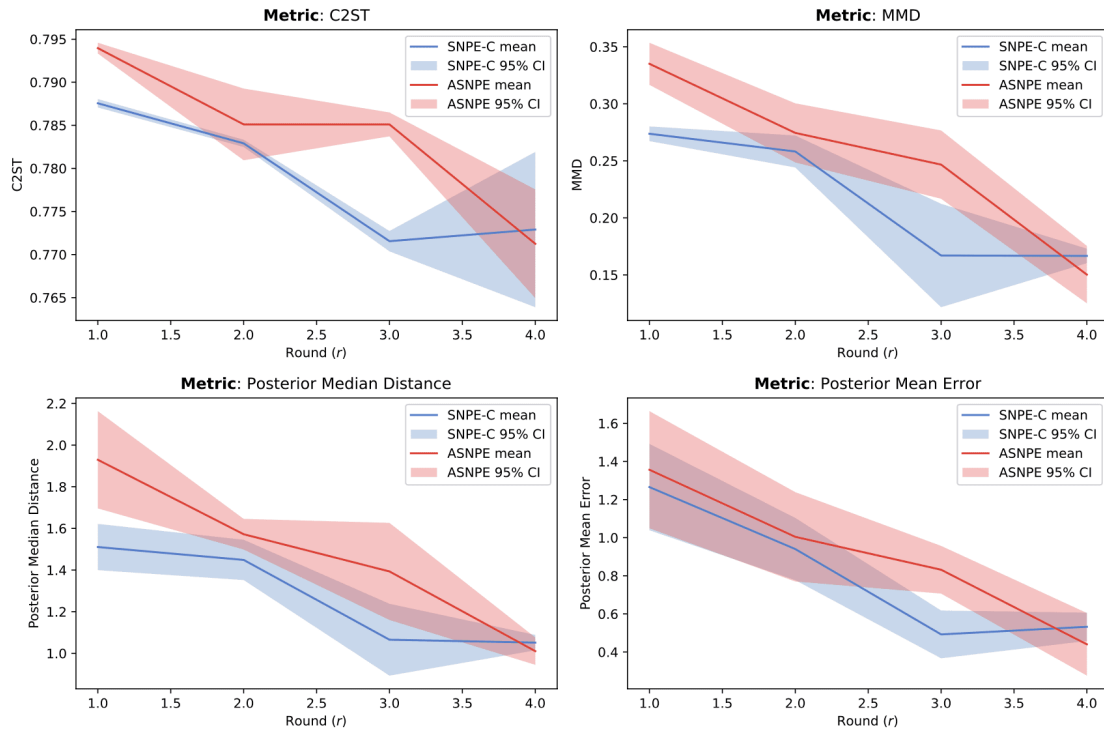 Metric: C2ST
0.795
0.790
0.785
0.780
0.775
0.770
0.765
C2ST
1.0
1.5
2.0
2.5
3.0
3.5
4.0
Round (r)
SNPE-C mean
SNPE-C 95% CI
ASNPE mean
ASNPE 95% CI
Metric: MMD
0.35
0.30
0.25
0.20
0.15
MMD
1.0
1.5
2.0
2.5
3.0
3.5
4.0
Round (r)
SNPE-C mean
SNPE-C 95% CI
ASNPE mean
ASNPE 95% CI
Metric: Posterior Median Distance
2.2
2.0
1.8
1.6
1.4
1.2
1.0
Posterior Median Distance
1.0
1.5
2.0
2.5
3.0
3.5
4.0
Round (r)
SNPE-C mean
SNPE-C 95% CI
ASNPE mean
ASNPE 95% CI
Metric: Posterior Mean Error
1.6
1.4
1.2
1.0
0.8
0.6
0.4
Posterior Mean Error
1.0
1.5
2.0
2.5
3.0
3.5
4.0
Round (r)
SNPE-C mean
SNPE-C 95% CI
ASNPE mean
ASNPE 95% CI